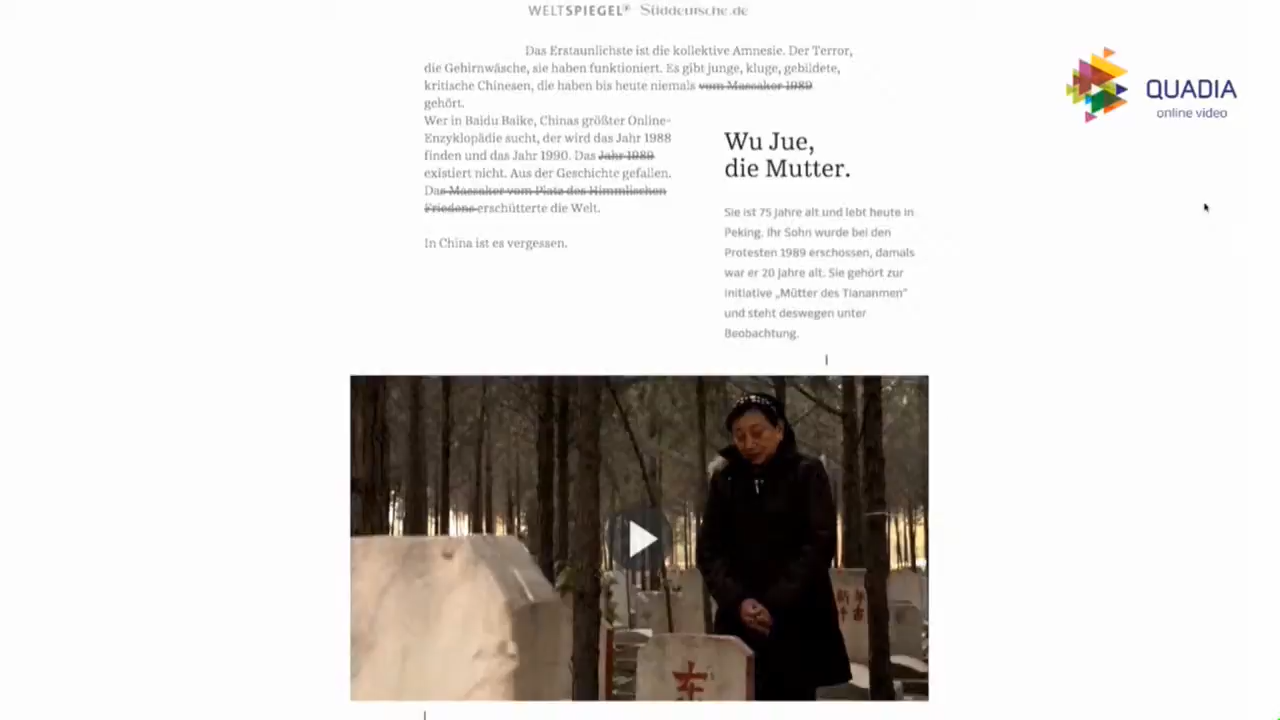 WELTSPIEGEL® Süddeutsche.de
Das Erstaunlichste ist die kollektive Amnesie. Der Terror,
die Gehirnwäsche, sie haben funktioniert. Es gibt junge, kluge, gebildete,
kritische Chinesen, die haben bis heute niemals vom Massaker 1989
gehört.
Wer in Baidu Baike, Chinas größter Online-
Enzyklopädie sucht, der wird das Jahr 1988
finden und das Jahr 1990. Das Jahr 1989
existiert nicht. Aus der Geschichte gefallen.
Das Massaker vom Platz des Himmlischen
Friedens erschütterte die Welt.
In China ist es vergessen.
Wu Jue,
die Mutter.
Sie ist 75 Jahre alt und lebt heute in
Peking. Ihr Sohn wurde bei den
Protesten 1989 erschossen, damals
war er 20 Jahre alt. Sie gehört zur
Initiative „Mütter des Tiananmen"
und steht deswegen unter
Beobachtung.
QUADIA
online video
东